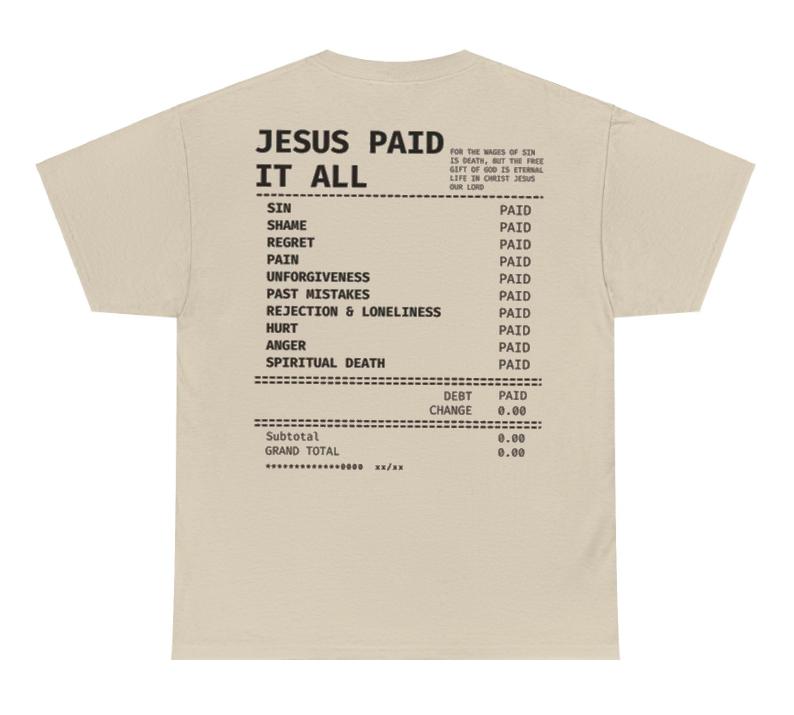 JESUS PAID
IT ALL
FOR THE WAGES OF SIN
IS DEATH, BUT THE FREE
GIFT OF GOD IS ETERNAL
LIFE IN CHRIST JESUS
OUR LORD
SIN PAID
SHAME PAID
REGRET PAID
PAIN PAID
UNFORGIVENESS PAID
PAST MISTAKES PAID
REJECTION & LONELINESS PAID
HURT PAID
ANGER PAID
SPIRITUAL DEATH PAID
DEBT PAID
CHANGE 0.00
Subtotal 0.00
GRAND TOTAL 0.00
*************0000 xx/xx